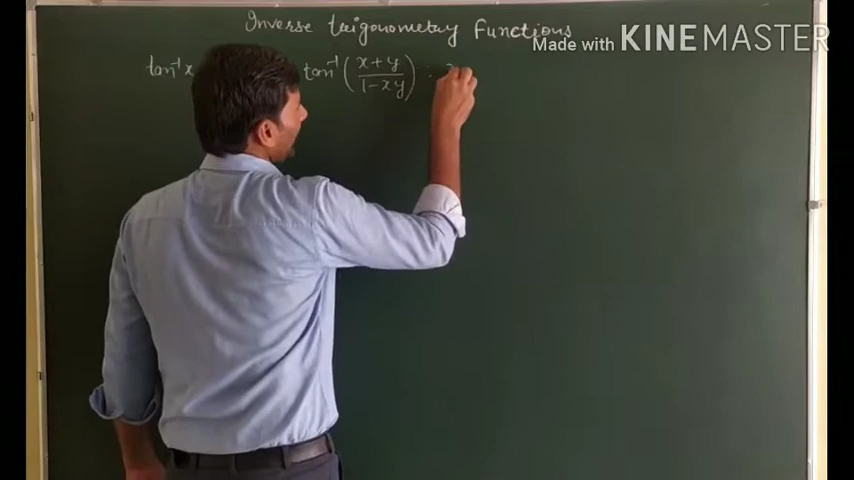 Inverse trigonometry Functions
Made with KINEMASTER
tan⁻¹x tan⁻¹(x+y/1-xy) :